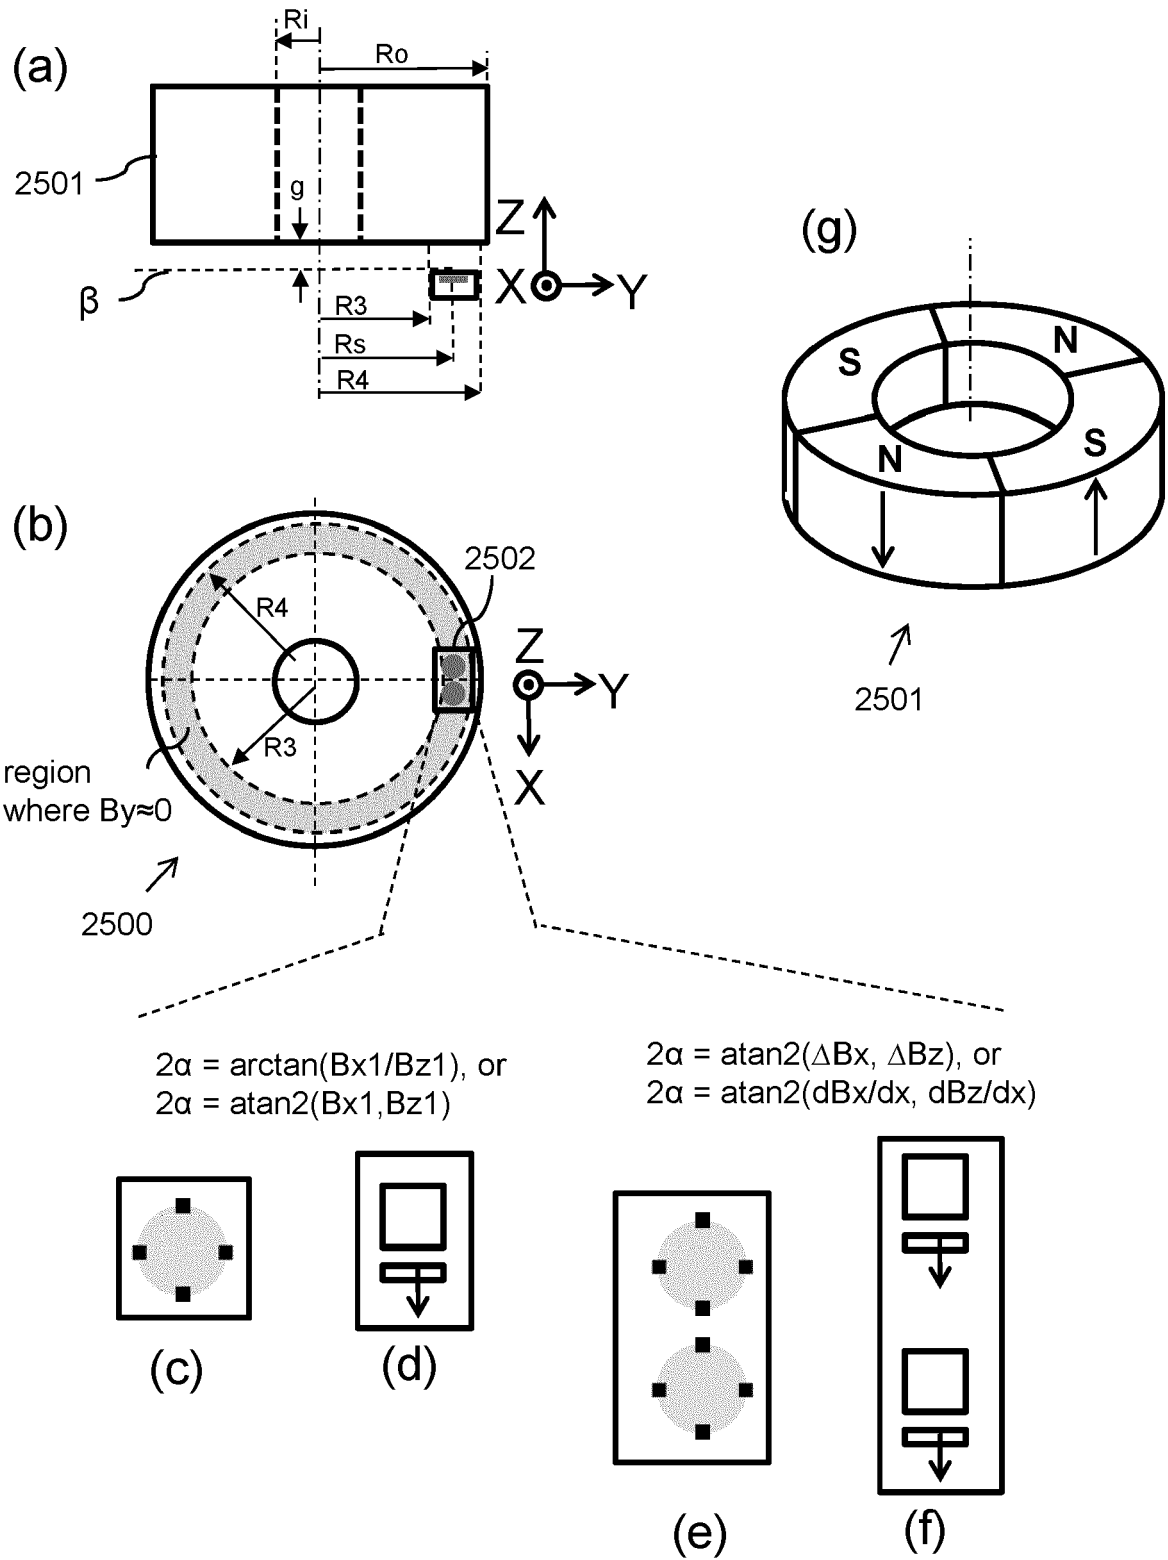 (a)
Ri
Ro
2501
g
Z
X
Y
β
R3
Rs
R4
(g)
S
N
N
S
2501
(b)
2502
R4
R3
Z
Y
X
region
where By≈0
2500
2α = arctan(Bx1/Bz1), or
2α = atan2(Bx1,Bz1)
2α = atan2(ΔBx, ΔBz), or
2α = atan2(dBx/dx, dBz/dx)
(c)
(d)
(e)
(f)